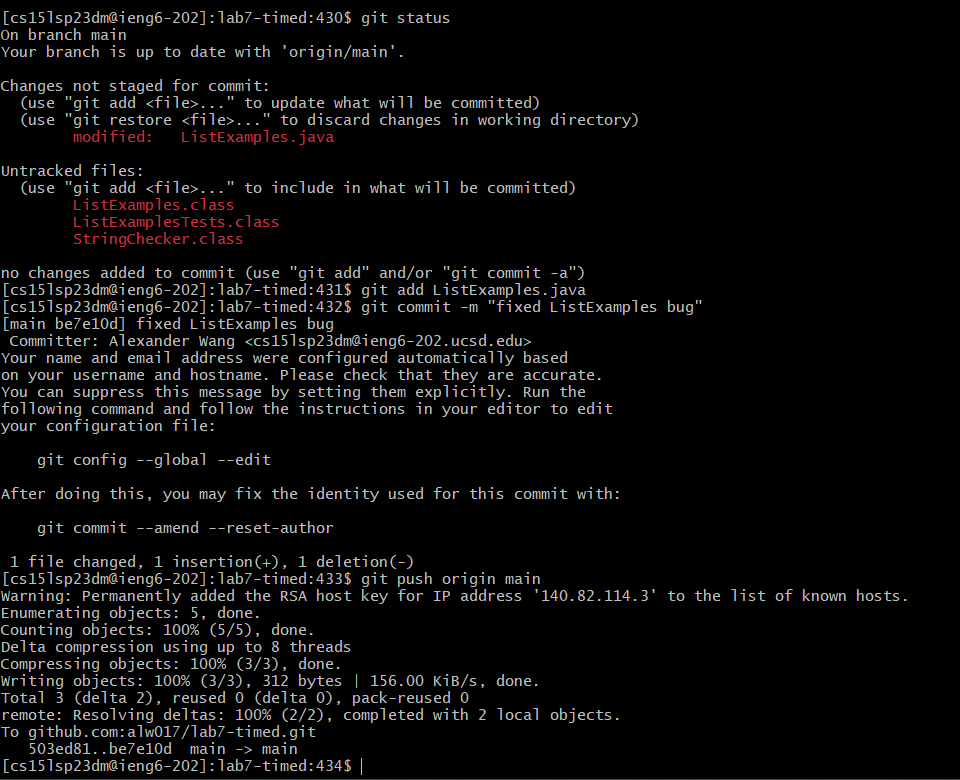 [cs15lsp23dm@ieng6-202]:lab7-timed:430$ git status
On branch main
Your branch is up to date with 'origin/main'.
Changes not staged for commit:
  (use "git add <file>..." to update what will be committed)
  (use "git restore <file>..." to discard changes in working directory)
        modified:   ListExamples.java
Untracked files:
  (use "git add <file>..." to include in what will be committed)
        ListExamples.class
        ListExamplesTests.class
        StringChecker.class
no changes added to commit (use "git add" and/or "git commit -a")
[cs15lsp23dm@ieng6-202]:lab7-timed:431$ git add ListExamples.java
[cs15lsp23dm@ieng6-202]:lab7-timed:432$ git commit -m "fixed ListExamples bug"
[main be7e10d] fixed ListExamples bug
 Committer: Alexander Wang <cs15lsp23dm@ieng6-202.ucsd.edu>
Your name and email address were configured automatically based
on your username and hostname. Please check that they are accurate.
You can suppress this message by setting them explicitly. Run the
following command and follow the instructions in your editor to edit
your configuration file:
    git config --global --edit
After doing this, you may fix the identity used for this commit with:
    git commit --amend --reset-author
 1 file changed, 1 insertion(+), 1 deletion(-)
[cs15lsp23dm@ieng6-202]:lab7-timed:433$ git push origin main
Warning: Permanently added the RSA host key for IP address '140.82.114.3' to the list of known hosts.
Enumerating objects: 5, done.
Counting objects: 100% (5/5), done.
Delta compression using up to 8 threads
Compressing objects: 100% (3/3), done.
Writing objects: 100% (3/3), 312 bytes | 156.00 KiB/s, done.
Total 3 (delta 2), reused 0 (delta 0), pack-reused 0
remote: Resolving deltas: 100% (2/2), completed with 2 local objects.
To github.com:alw017/lab7-timed.git
   503ed81..be7e10d  main -> main
[cs15lsp23dm@ieng6-202]:lab7-timed:434$